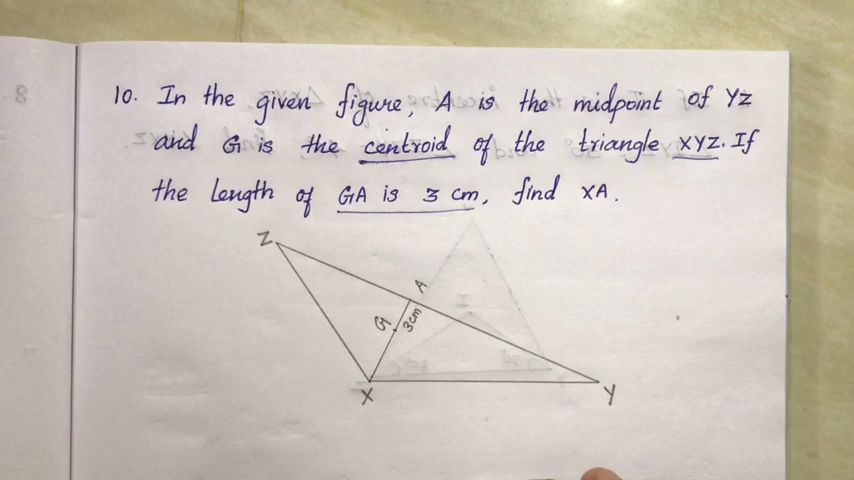 10. In the given figure, A is the midpoint of YZ
and G is the centroid of the triangle XYZ. If
the length of GA is 3 cm, find XA.
Z
A
G
3cm
X
Y